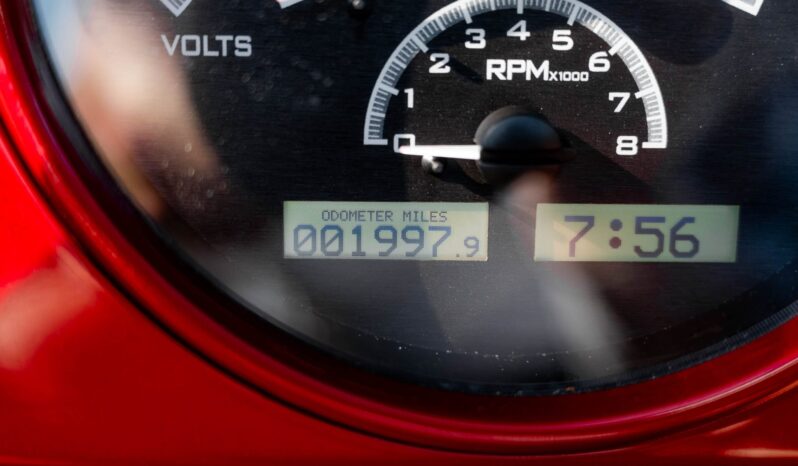 VOLTS
0 1 2 3 4 5 6 7 8
RPMX1000
ODOMETER MILES
001997.9
7:56